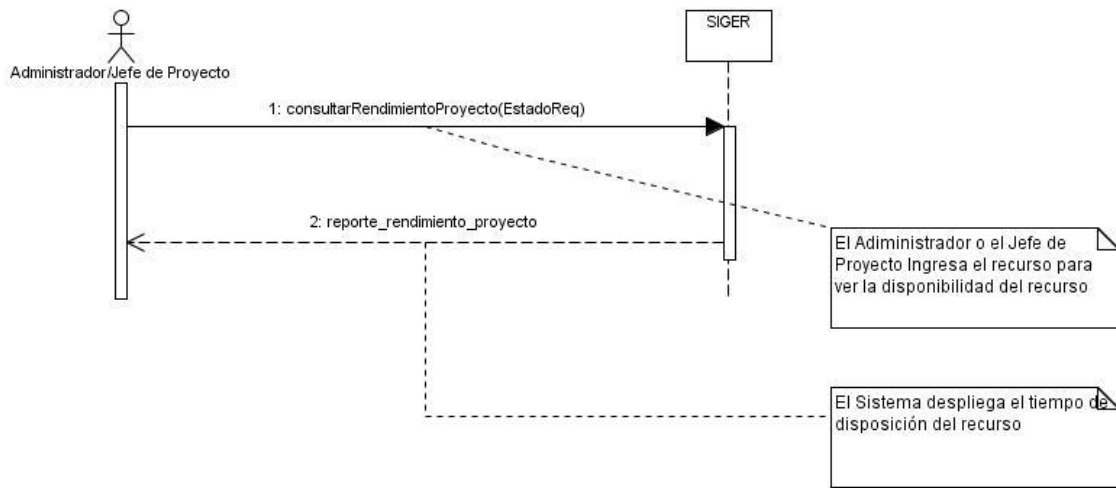 SIGER
Administrador/Jefe de Proyecto
1: consultarRendimientoProyecto(EstadoReq)
2: reporte_rendimiento_proyecto
El Adiministrador o el Jefe de
Proyecto Ingresa el recurso para
ver la disponibilidad del recurso
El Sistema despliega el tiempo de
disposición del recurso